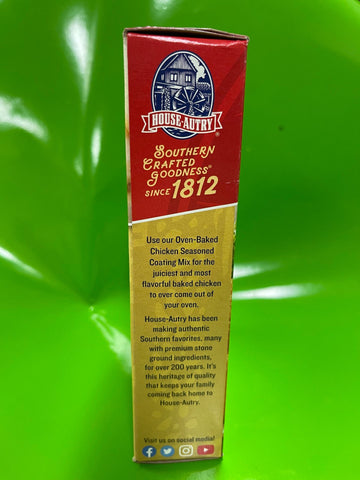 HOUSE-AUTRY
®
SOUTHERN
CRAFTED
GOODNESS®
SINCE 1812
Use our Oven-Baked
Chicken Seasoned
Coating Mix for the
juiciest and most
flavorful baked chicken
to ever come out of
your oven.
House-Autry has been
making authentic
Southern favorites, many
with premium stone
ground ingredients,
for over 200 years. It's
this heritage of quality
that keeps your family
coming back home to
House-Autry.
Visit us on social media!